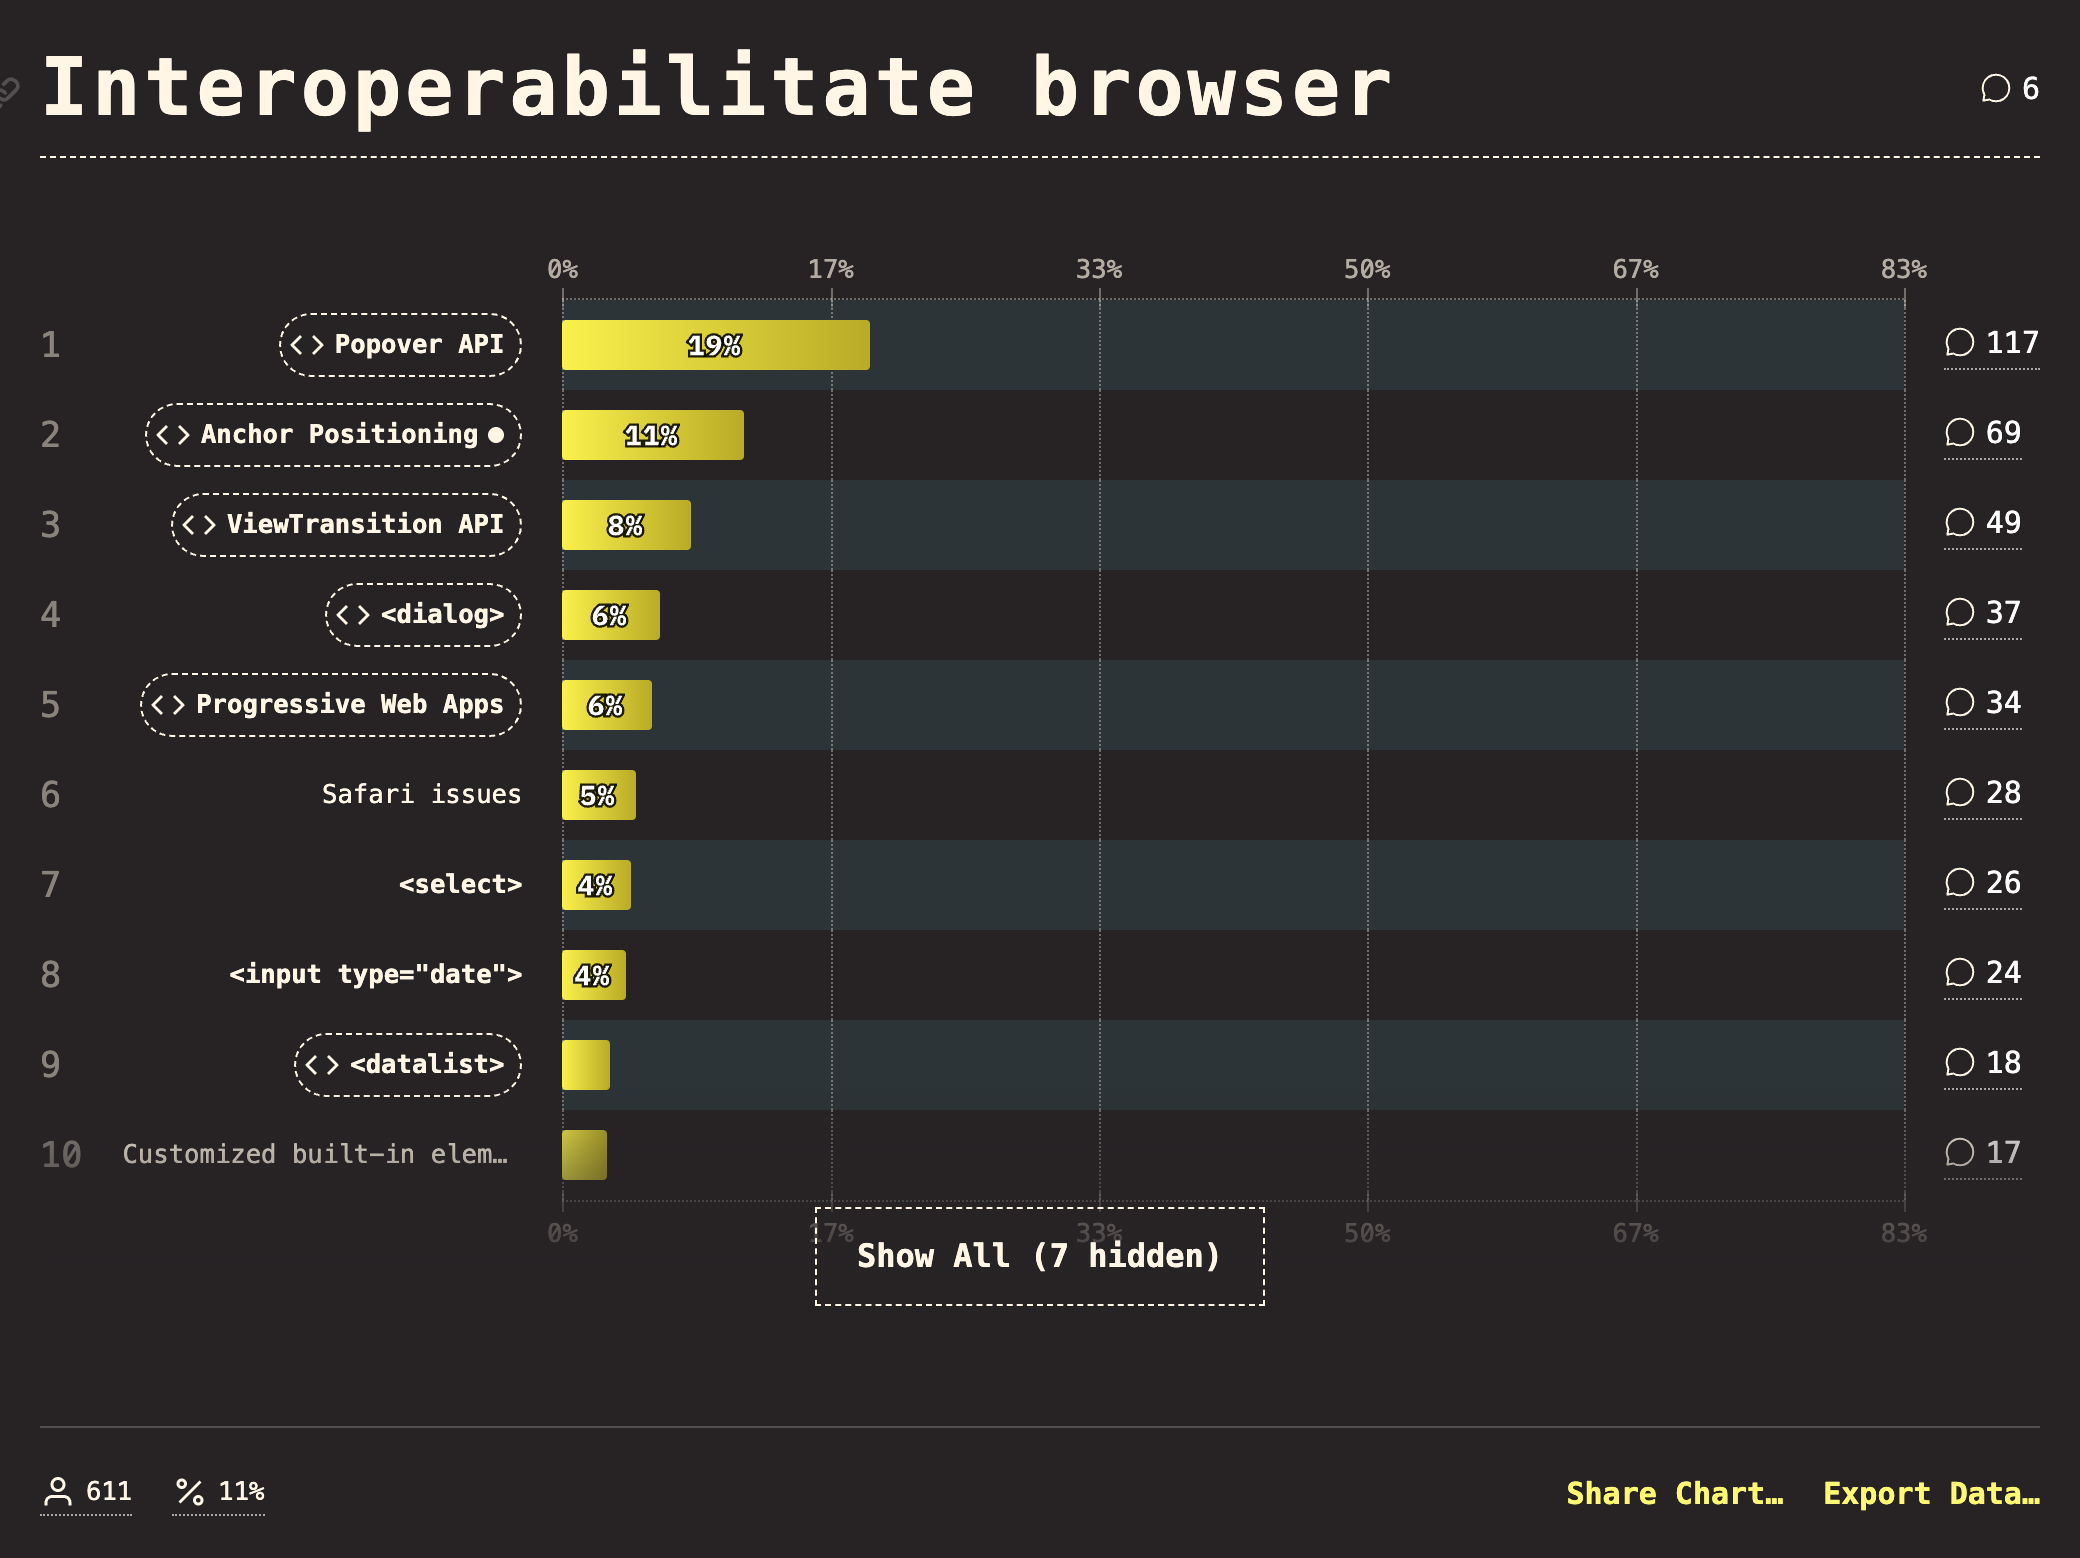 Interoperabilitate browser
6
0% 17% 33% 50% 67% 83%
1 <> Popover API 19% 117
2 <> Anchor Positioning 11% 69
3 <> ViewTransition API 8% 49
4 <> <dialog> 6% 37
5 <> Progressive Web Apps 6% 34
6 Safari issues 5% 28
7 <select> 4% 26
8 <input type="date"> 4% 24
9 <> <datalist> 18
10 Customized built-in elem… 17
0% 17% 33% 50% 67% 83%
Show All (7 hidden)
611 % 11%
Share Chart… Export Data…